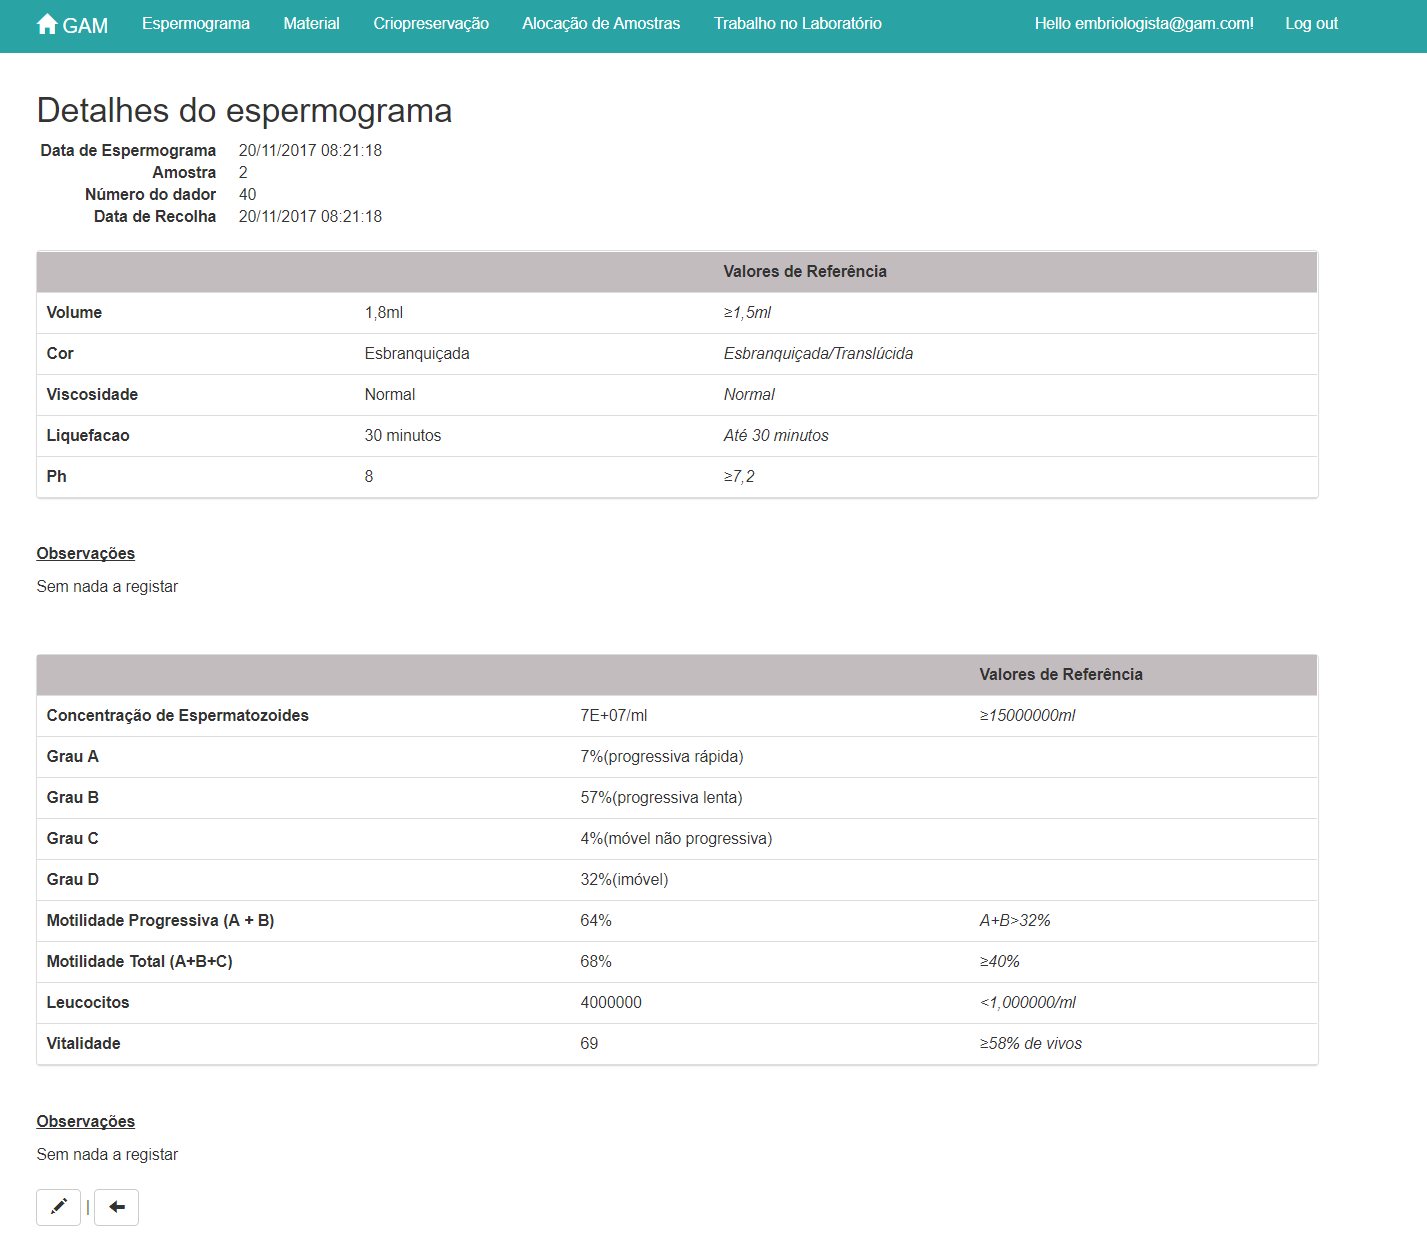 GAM Espermograma Material Criopreservação Alocação de Amostras Trabalho no Laboratório Hello embriologista@gam.com! Log out
Detalhes do espermograma
Data de Espermograma 20/11/2017 08:21:18
Amostra 2
Número do dador 40
Data de Recolha 20/11/2017 08:21:18
Valores de Referência
Volume 1,8ml ≥1,5ml
Cor Esbranquiçada Esbranquiçada/Translúcida
Viscosidade Normal Normal
Liquefacao 30 minutos Até 30 minutos
Ph 8 ≥7,2
Observações
Sem nada a registar
Valores de Referência
Concentração de Espermatozoides 7E+07/ml ≥15000000ml
Grau A 7%(progressiva rápida)
Grau B 57%(progressiva lenta)
Grau C 4%(móvel não progressiva)
Grau D 32%(imóvel)
Motilidade Progressiva (A + B) 64% A+B>32%
Motilidade Total (A+B+C) 68% ≥40%
Leucocitos 4000000 <1,000000/ml
Vitalidade 69 ≥58% de vivos
Observações
Sem nada a registar
|